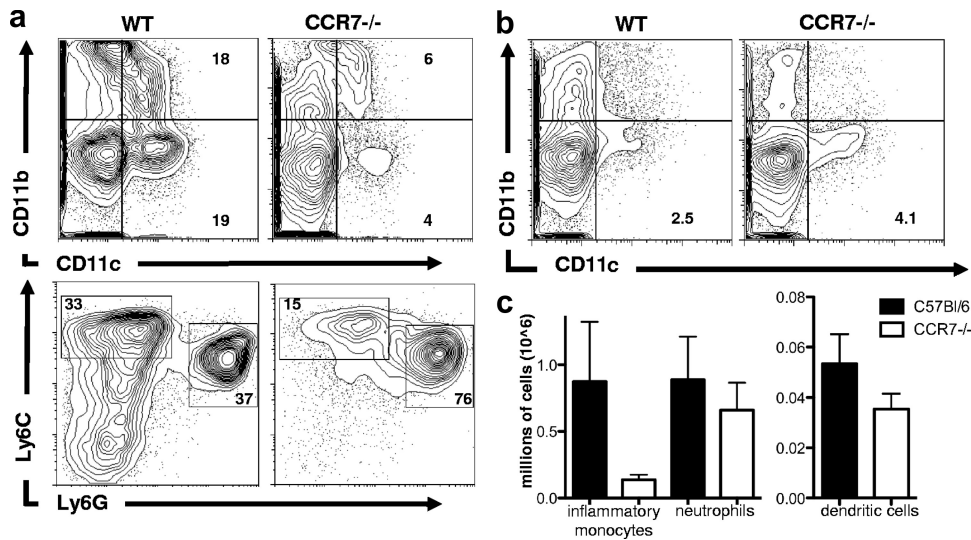 a
WT
CCR7-/-
18
6
19
4
CD11b
CD11c
33
37
15
76
Ly6C
Ly6G
b
WT
CCR7-/-
2.5
4.1
CD11b
CD11c
c
millions of cells (10^6)
1.0
0.5
0.0
inflammatory
monocytes
neutrophils
0.08
0.06
0.04
0.02
0.00
dendritic cells
C57Bl/6
CCR7-/-